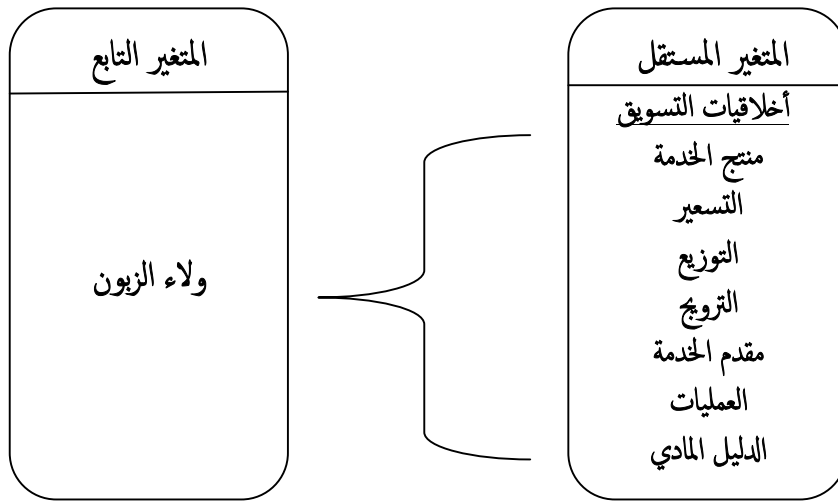 المتغير المستقل
أخلاقيات التسويق
منتج الخدمة
التسعير
التوزيع
الترويج
مقدم الخدمة
العمليات
الدليل المادي
المتغير التابع
ولاء الزبون